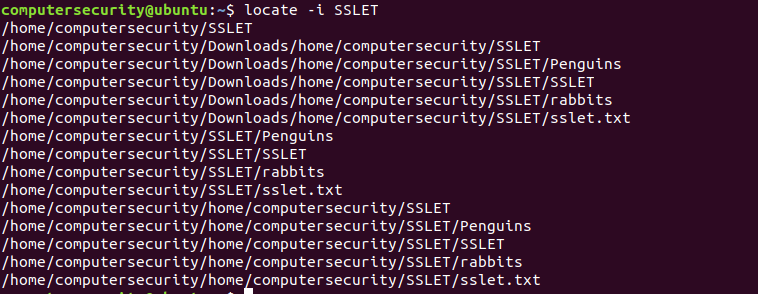 computersecurity@ubuntu:~$ locate -i SSLET
/home/computersecurity/SSLET
/home/computersecurity/Downloads/home/computersecurity/SSLET
/home/computersecurity/Downloads/home/computersecurity/SSLET/Penguins
/home/computersecurity/Downloads/home/computersecurity/SSLET/SSLET
/home/computersecurity/Downloads/home/computersecurity/SSLET/rabbits
/home/computersecurity/Downloads/home/computersecurity/SSLET/sslet.txt
/home/computersecurity/SSLET/Penguins
/home/computersecurity/SSLET/SSLET
/home/computersecurity/SSLET/rabbits
/home/computersecurity/SSLET/sslet.txt
/home/computersecurity/home/computersecurity/SSLET
/home/computersecurity/home/computersecurity/SSLET/Penguins
/home/computersecurity/home/computersecurity/SSLET/SSLET
/home/computersecurity/home/computersecurity/SSLET/rabbits
/home/computersecurity/home/computersecurity/SSLET/sslet.txt